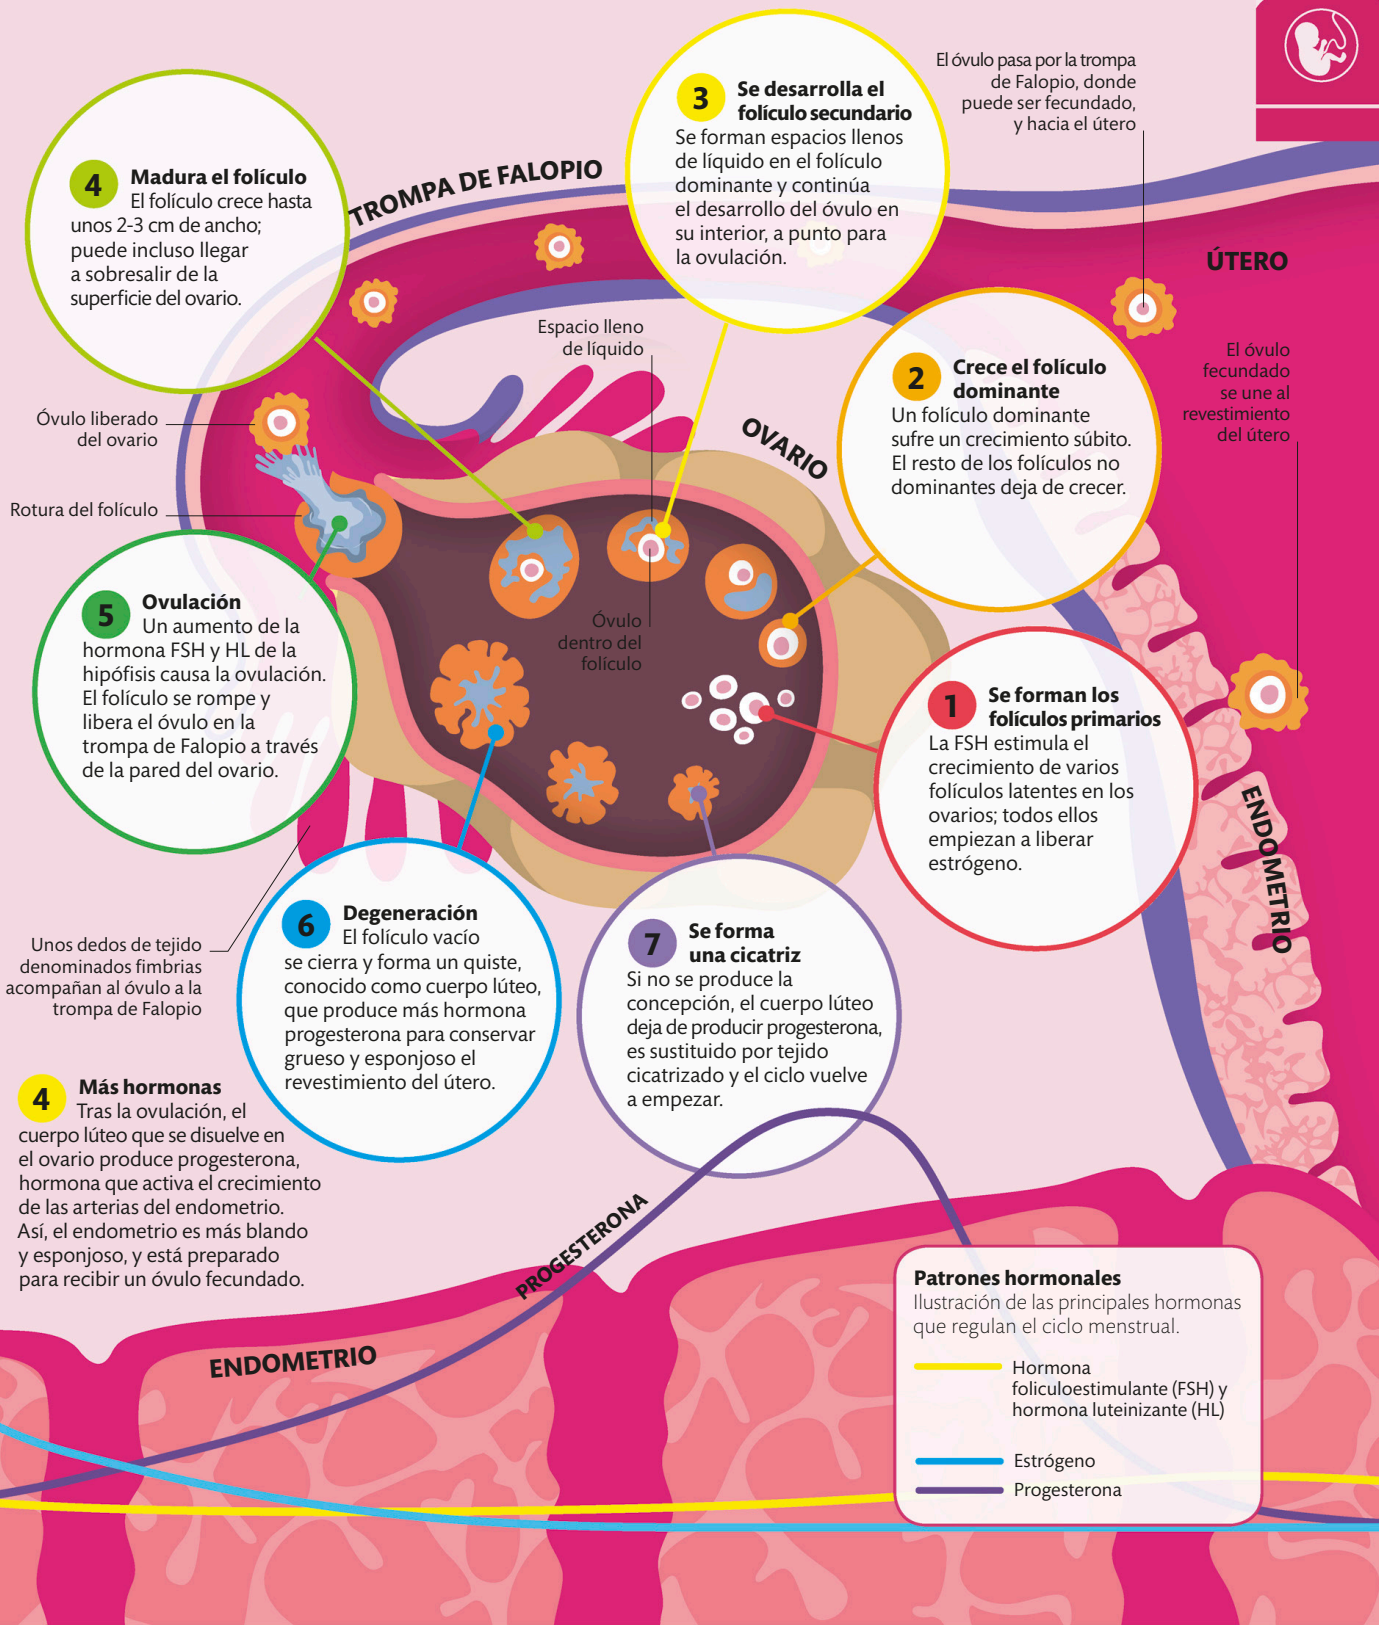 El óvulo pasa por la trompa
de Falopio, donde
puede ser fecundado,
y hacia el útero
3
Se desarrolla el
folículo secundario
Se forman espacios llenos
de líquido en el folículo
dominante y continúa
el desarrollo del óvulo en
su interior, a punto para
la ovulación.
4
Madura el folículo
El folículo crece hasta
unos 2-3 cm de ancho;
puede incluso llegar
a sobresalir de la
superficie del ovario.
TROMPA DE FALOPIO
ÚTERO
Espacio lleno
de líquido
El óvulo
fecundado
se une al
revestimiento
del útero
2
Crece el folículo
dominante
Un folículo dominante
sufre un crecimiento súbito.
El resto de los folículos no
dominantes deja de crecer.
OVARIO
Óvulo liberado
del ovario
Rotura del folículo
5
Ovulación
Un aumento de la
hormona FSH y HL de la
hipófisis causa la ovulación.
El folículo se rompe y
libera el óvulo en la
trompa de Falopio a través
de la pared del ovario.
Óvulo
dentro del
folículo
1
Se forman los
folículos primarios
La FSH estimula el
crecimiento de varios
folículos latentes en los
ovarios; todos ellos
empiezan a liberar
estrógeno.
ENDOMETRIO
Unos dedos de tejido
denominados fimbrias
acompañan al óvulo a la
trompa de Falopio
6
Degeneración
El folículo vacío
se cierra y forma un quiste,
conocido como cuerpo lúteo,
que produce más hormona
progesterona para conservar
grueso y esponjoso el
revestimiento del útero.
7
Se forma
una cicatriz
Si no se produce la
concepción, el cuerpo lúteo
deja de producir progesterona,
es sustituido por tejido
cicatrizado y el ciclo vuelve
a empezar.
4
Más hormonas
Tras la ovulación, el
cuerpo lúteo que se disuelve en
el ovario produce progesterona,
hormona que activa el crecimiento
de las arterias del endometrio.
Así, el endometrio es más blando
y esponjoso, y está preparado
para recibir un óvulo fecundado.
PROGESTERONA
ENDOMETRIO
Patrones hormonales
Ilustración de las principales hormonas
que regulan el ciclo menstrual.
Hormona
foliculoestimulante (FSH) y
hormona luteinizante (HL)
Estrógeno
Progesterona